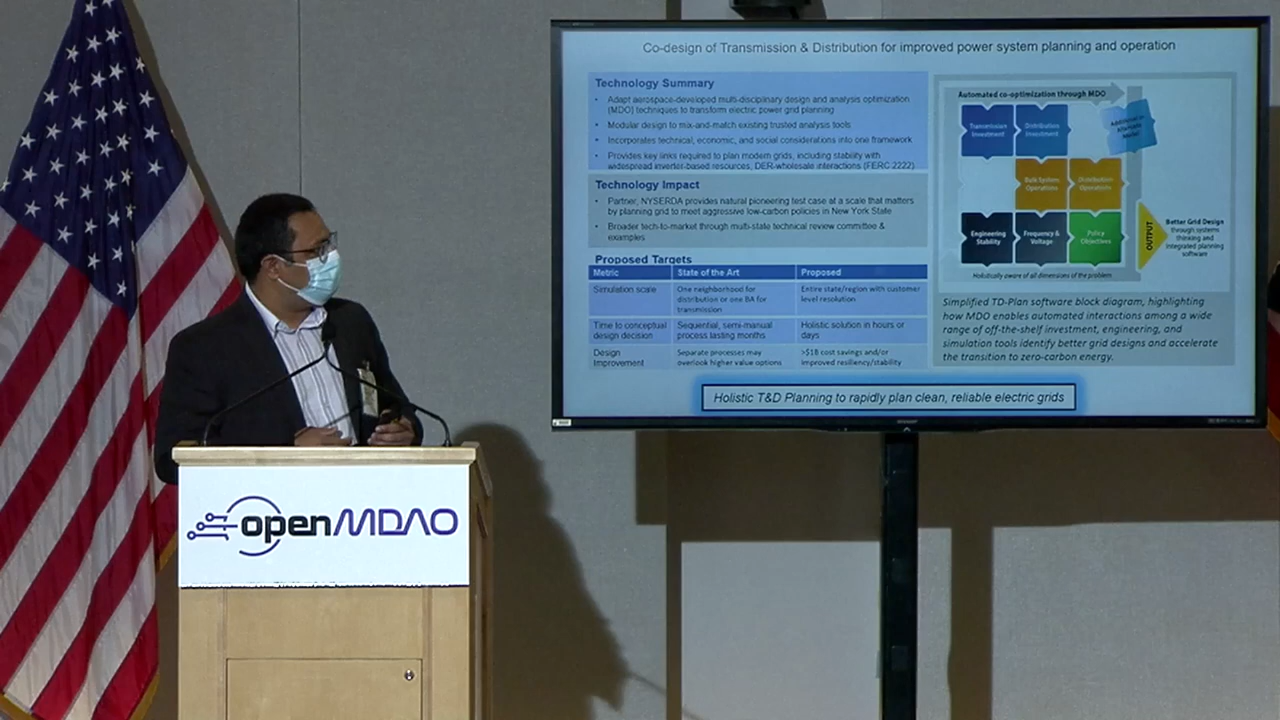 Co-design of Transmission & Distribution for improved power system planning and operation
Technology Summary
• Adapt aerospace-developed multi-disciplinary design and analysis optimization
(MDO) techniques to transform electric power grid planning
• Modular design to mix-and-match existing trusted analysis tools
• Incorporates technical, economic, and social considerations into one framework
• Provides key links required to plan modern grids, including stability with
widespread inverter-based resources, DER-wholesale interactions (FERC 2222)
Technology Impact
• Partner, NYSERDA provides natural pioneering test case at a scale that matters
by planning grid to meet aggressive low-carbon policies in New York State
• Broader tech-to-market through multi-state technical review committee &
examples
Proposed Targets
Metric State of the Art Proposed
Simulation scale One neighborhood for Entire state/region with customer
distribution or one BA for level resolution
transmission
Time to conceptual Sequential, semi-manual Holistic solution in hours or
design decision process lasting months days
Design Separate processes may >$1B cost savings and/or
Improvement overlook higher value options improved resiliency/stability
Automated co-optimization through MDO
Transmission Distribution Additional or
Investment Investment Alternate
Model
Bulk System Distribution
Operations Operations
Engineering Frequency & Policy
Stability Voltage Objectives
OUTPUT
Better Grid Design
through systems
thinking and
integrated planning
software
Holistically aware of all dimensions of the problem
Simplified TD-Plan software block diagram, highlighting
how MDO enables automated interactions among a wide
range of off-the-shelf investment, engineering, and
simulation tools identify better grid designs and accelerate
the transition to zero-carbon energy.
Holistic T&D Planning to rapidly plan clean, reliable electric grids
openMDAO